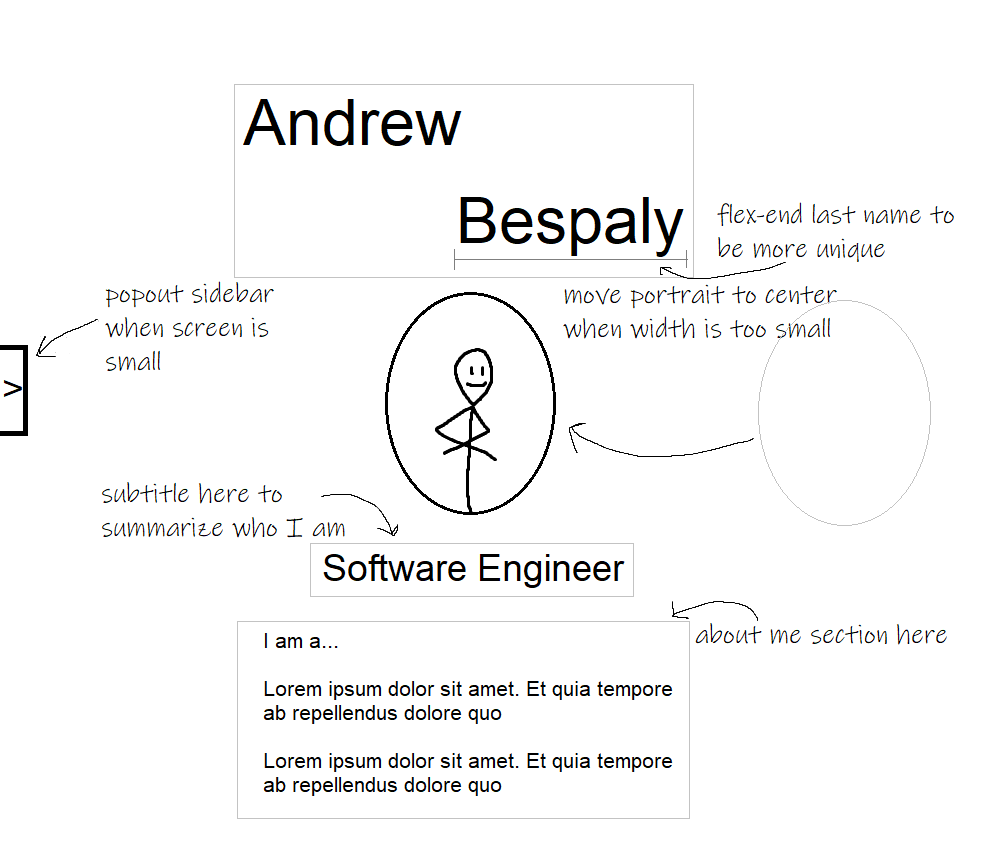 Andrew
Bespaly
flex-end last name to
be more unique
popout sidebar
when screen is
small
move portrait to center
when width is too small
>
subtitle here to
summarize who I am
Software Engineer
about me section here
I am a...
Lorem ipsum dolor sit amet. Et quia tempore
ab repellendus dolore quo
Lorem ipsum dolor sit amet. Et quia tempore
ab repellendus dolore quo